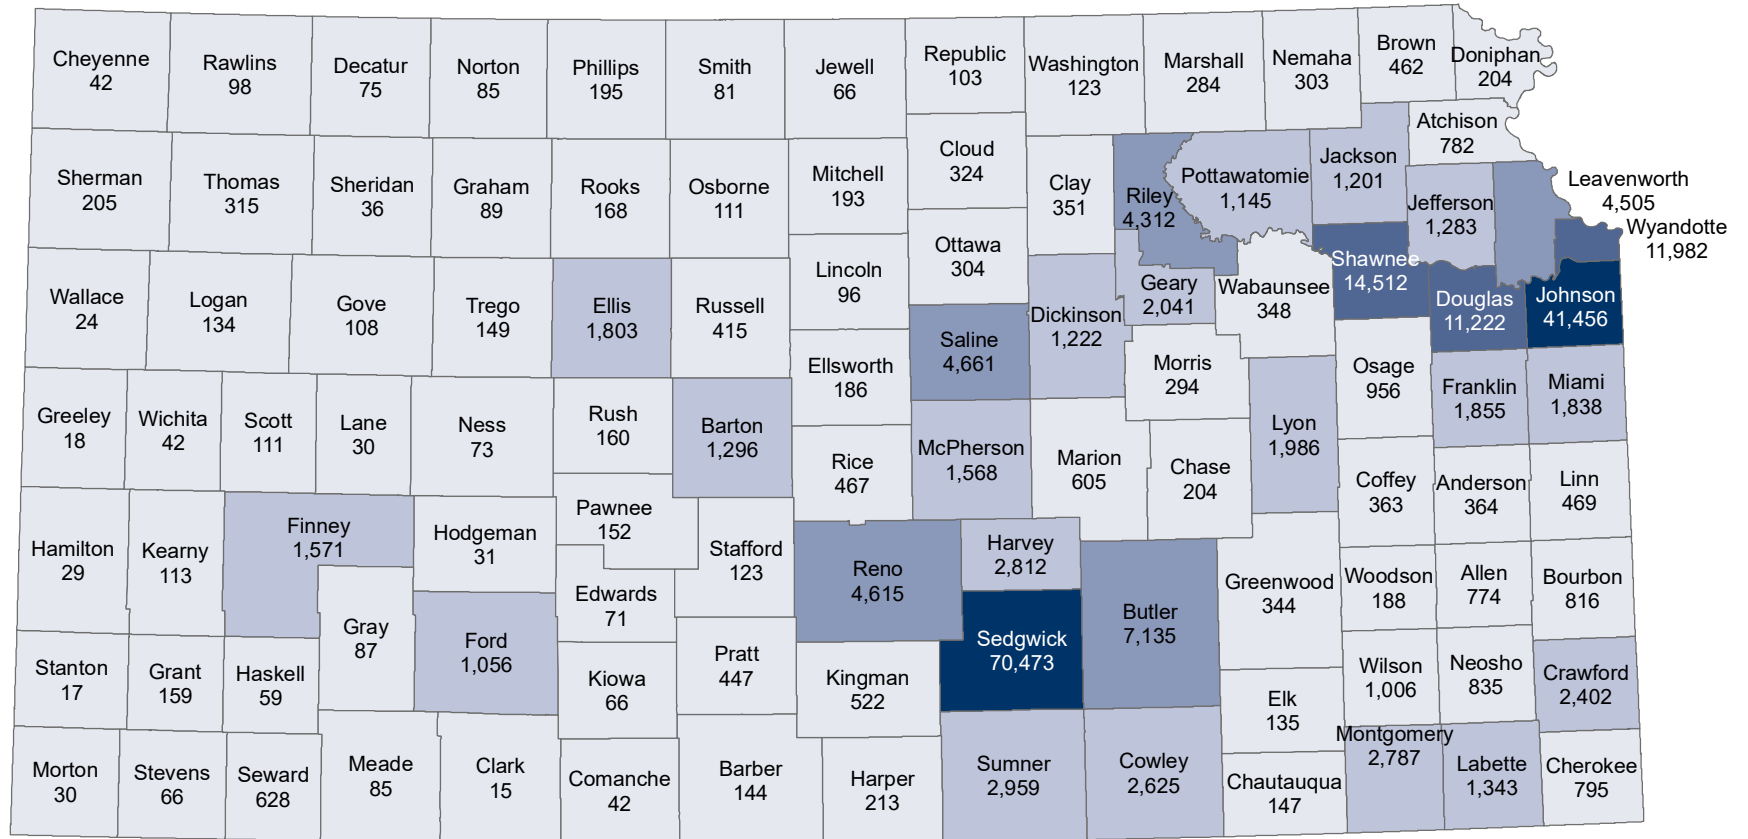 Cheyenne
42
Rawlins
98
Decatur
75
Norton
85
Phillips
195
Smith
81
Jewell
66
Republic
103
Washington
123
Marshall
284
Nemaha
303
Brown
462
Doniphan
204
Sherman
205
Thomas
315
Sheridan
36
Graham
89
Rooks
168
Osborne
111
Mitchell
193
Cloud
324
Clay
351
Riley
4,312
Pottawatomie
1,145
Jackson
1,201
Atchison
782
Jefferson
1,283
Leavenworth
4,505
Wyandotte
11,982
Wallace
24
Logan
134
Gove
108
Trego
149
Ellis
1,803
Russell
415
Lincoln
96
Ottawa
304
Saline
4,661
Dickinson
1,222
Geary
2,041
Wabaunsee
348
Shawnee
14,512
Douglas
11,222
Johnson
41,456
Greeley
18
Wichita
42
Scott
111
Lane
30
Ness
73
Rush
160
Barton
1,296
Ellsworth
186
Rice
467
McPherson
1,568
Marion
605
Morris
294
Chase
204
Lyon
1,986
Osage
956
Franklin
1,855
Miami
1,838
Coffey
363
Anderson
364
Linn
469
Hamilton
29
Kearny
113
Finney
1,571
Hodgeman
31
Pawnee
152
Edwards
71
Stafford
123
Reno
4,615
Harvey
2,812
Sedgwick
70,473
Butler
7,135
Greenwood
344
Woodson
188
Allen
774
Bourbon
816
Stanton
17
Grant
159
Haskell
59
Gray
87
Ford
1,056
Kiowa
66
Pratt
447
Kingman
522
Elk
135
Wilson
1,006
Neosho
835
Crawford
2,402
Morton
30
Stevens
66
Seward
628
Meade
85
Clark
15
Comanche
42
Barber
144
Harper
213
Sumner
2,959
Cowley
2,625
Chautauqua
147
Montgomery
2,787
Labette
1,343
Cherokee
795